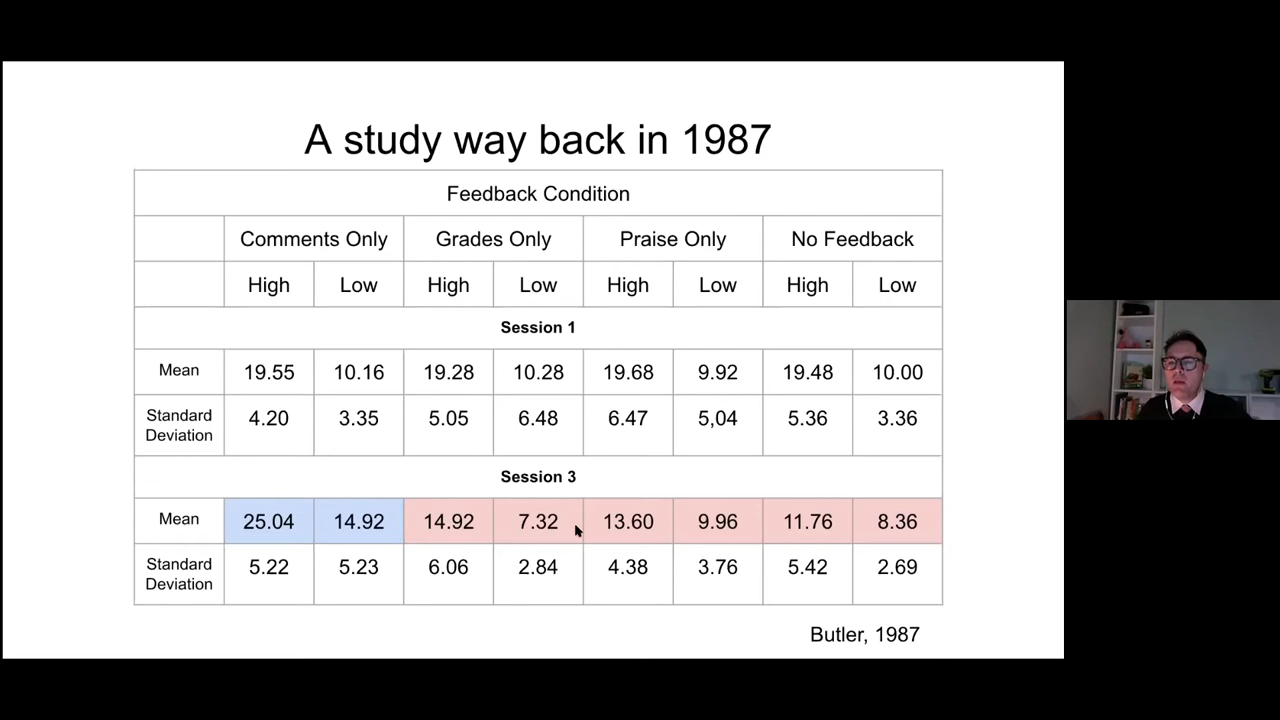 A study way back in 1987
Feedback Condition
Comments Only Grades Only Praise Only No Feedback
High Low High Low High Low High Low
Session 1
Mean 19.55 10.16 19.28 10.28 19.68 9.92 19.48 10.00
Standard Deviation 4.20 3.35 5.05 6.48 6.47 5,04 5.36 3.36
Session 3
Mean 25.04 14.92 14.92 7.32 13.60 9.96 11.76 8.36
Standard Deviation 5.22 5.23 6.06 2.84 4.38 3.76 5.42 2.69
Butler, 1987